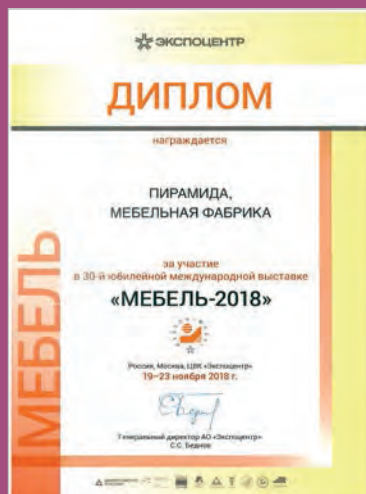 ЭКСПОЦЕНТР
ДИПЛОМ
награждается
ПИРАМИДА,
МЕБЕЛЬНАЯ ФАБРИКА
за участие
в 30-й юбилейной международной выставке
«МЕБЕЛЬ-2018»
Россия, Москва, ЦВК «Экспоцентр»
19–23 ноября 2018 г.
Генеральный директор АО «Экспоцентр»
С.С. Беднов
МЕБЕЛЬ